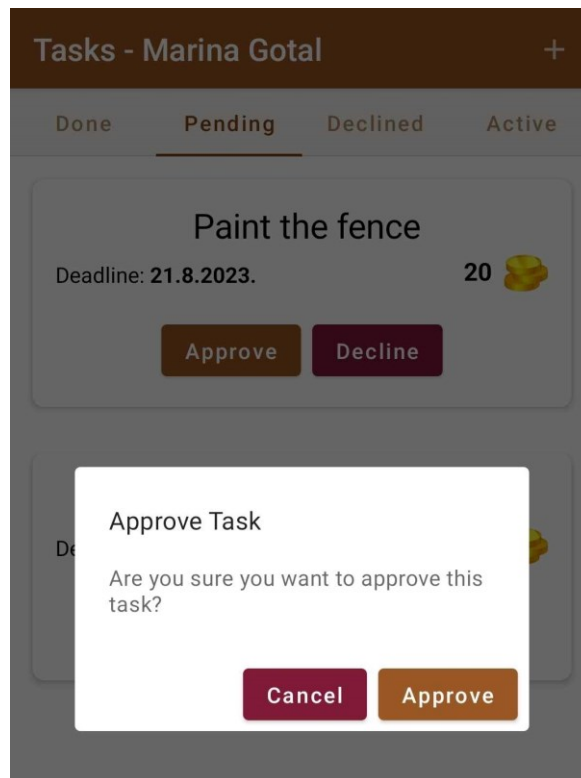 Tasks - Marina Gotal +
Done Pending Declined Active
Paint the fence
Deadline: 21.8.2023. 20
Approve Decline
Approve Task
Are you sure you want to approve this
task?
Cancel Approve